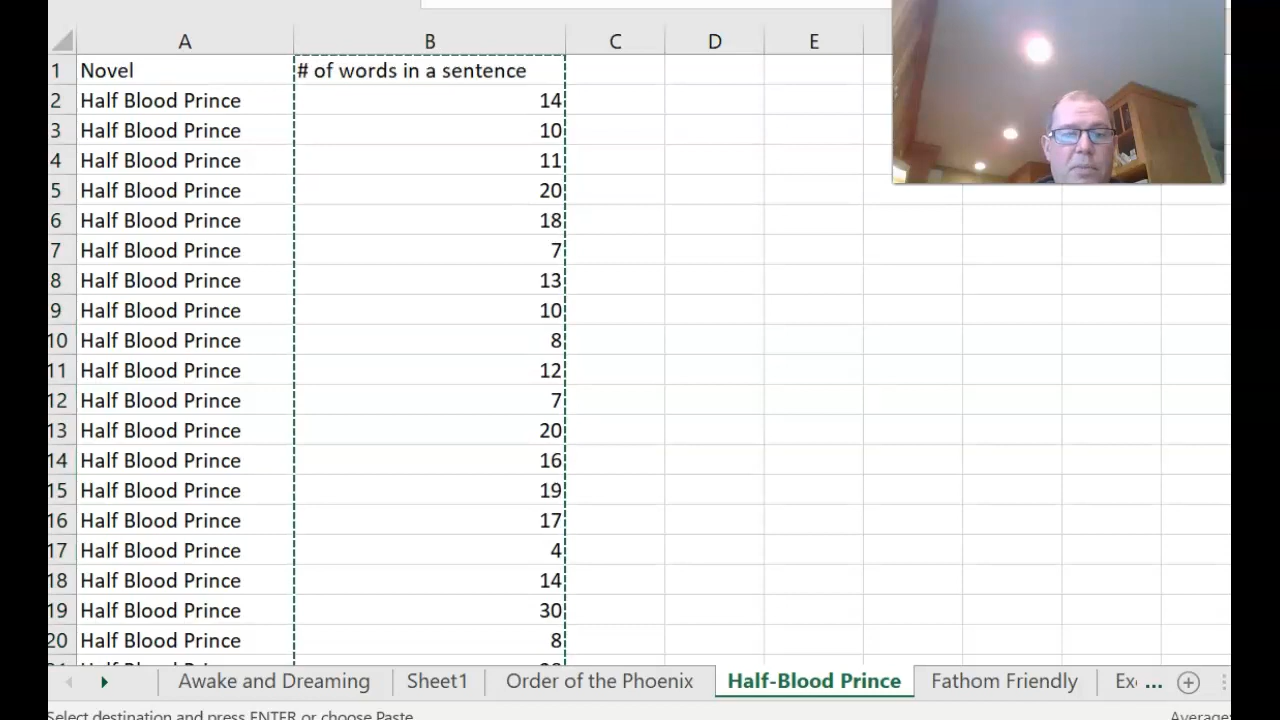 A B C D E
1 Novel # of words in a sentence
2 Half Blood Prince 14
3 Half Blood Prince 10
4 Half Blood Prince 11
5 Half Blood Prince 20
6 Half Blood Prince 18
7 Half Blood Prince 7
8 Half Blood Prince 13
9 Half Blood Prince 10
10 Half Blood Prince 8
11 Half Blood Prince 12
12 Half Blood Prince 7
13 Half Blood Prince 20
14 Half Blood Prince 16
15 Half Blood Prince 19
16 Half Blood Prince 17
17 Half Blood Prince 4
18 Half Blood Prince 14
19 Half Blood Prince 30
20 Half Blood Prince 8
Awake and Dreaming Sheet1 Order of the Phoenix Half-Blood Prince Fathom Friendly Ex ...
Select destination and press ENTER or choose Paste Average: